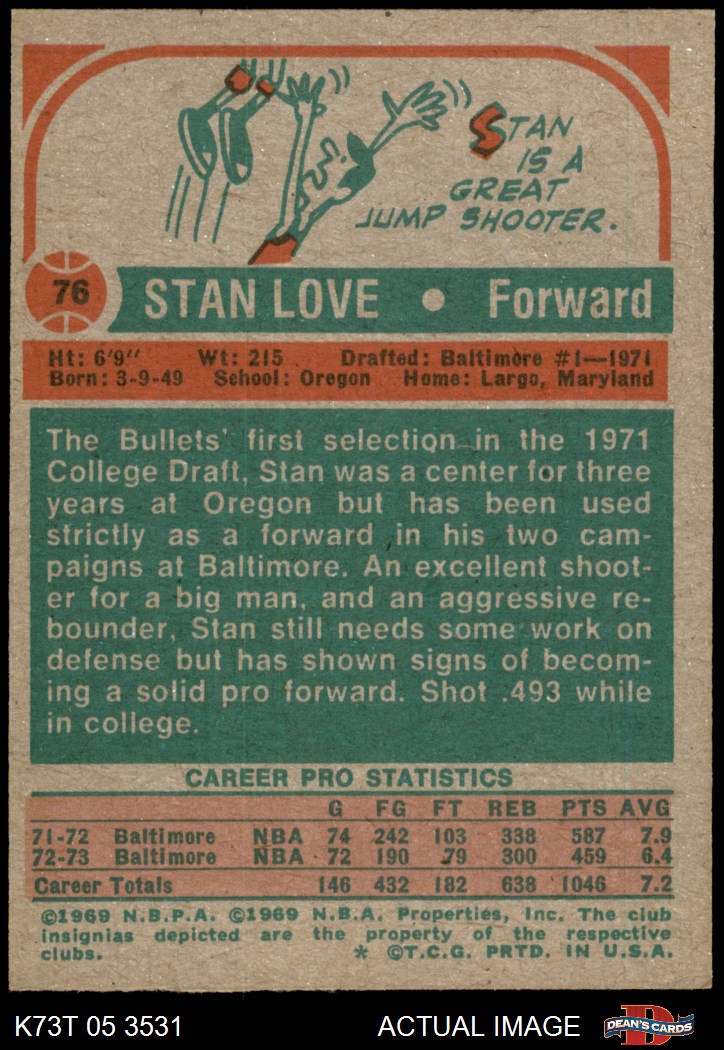 STAN
IS A
GREAT
JUMP SHOOTER.
76 STAN LOVE • Forward
Ht: 6'9" Wt: 215 Drafted: Baltimore #1—1971
Born: 3-9-49 School: Oregon Home: Largo, Maryland
The Bullets' first selection in the 1971
College Draft, Stan was a center for three
years at Oregon but has been used
strictly as a forward in his two cam-
paigns at Baltimore. An excellent shoot-
er for a big man, and an aggressive re-
bounder, Stan still needs some work on
defense but has shown signs of becom-
ing a solid pro forward. Shot .493 while
in college.
CAREER PRO STATISTICS
G FG FT REB PTS AVG
71-72 Baltimore NBA 74 242 103 338 587 7.9
72-73 Baltimore NBA 72 190 79 300 459 6.4
Career Totals 146 432 182 638 1046 7.2
©1969 N.B.P.A. ©1969 N.B.A. Properties, Inc. The club
insignias depicted are the property of the respective
clubs. * ©T.C.G. PRTD. IN U.S.A.
K73T 05 3531 ACTUAL IMAGE D DEAN'S CARDS